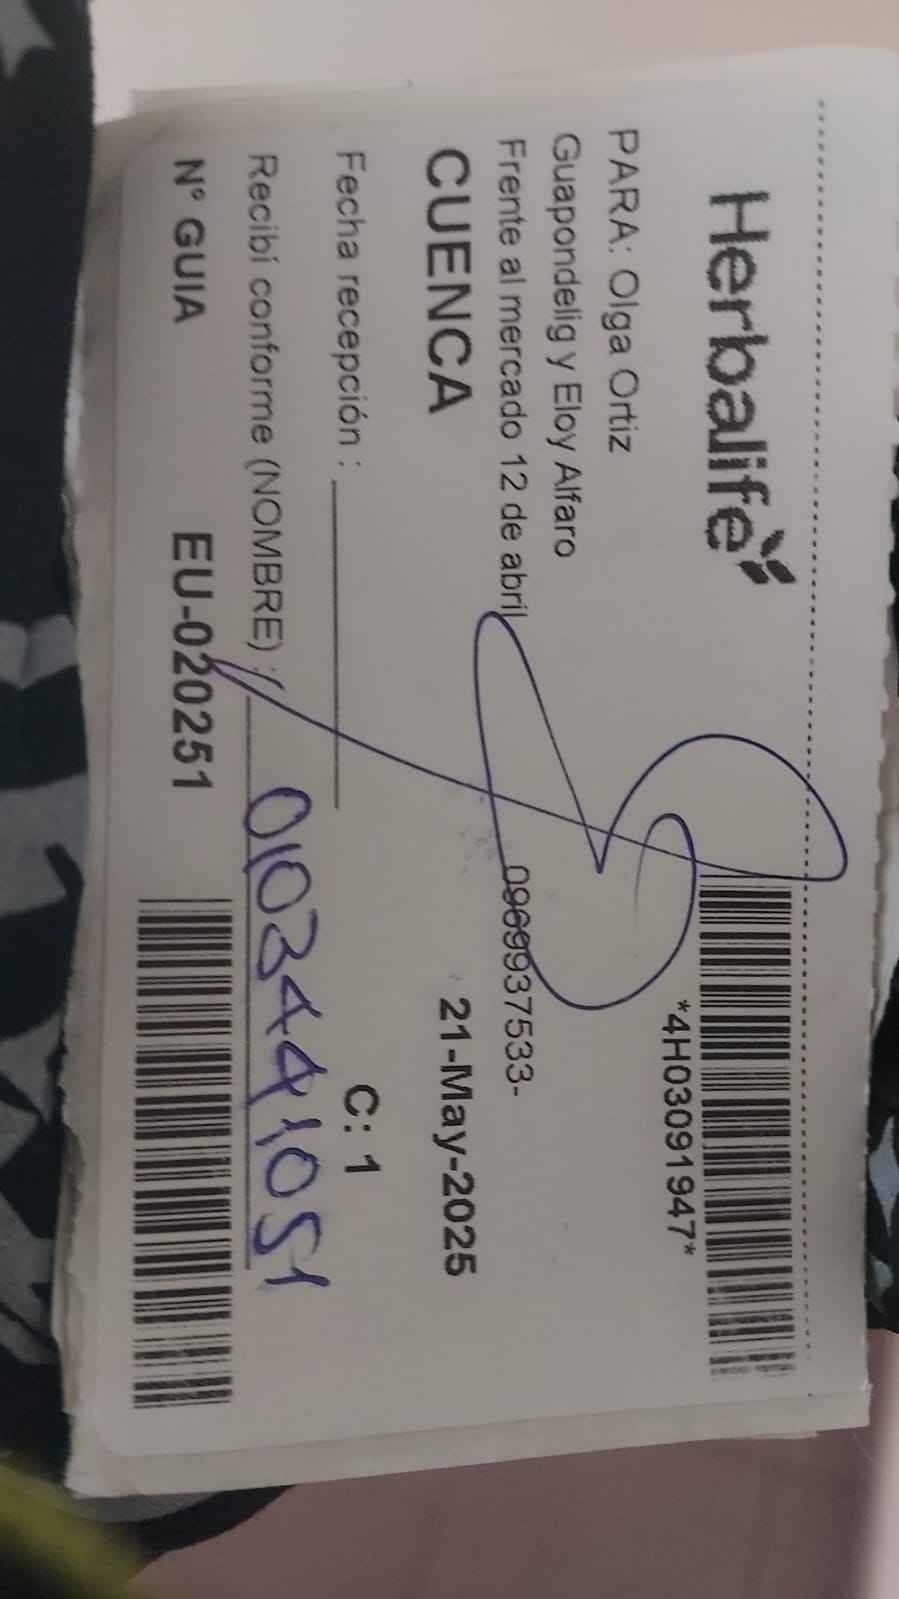 Herbalife
*4H03091947*
PARA: Olga Ortiz
Guapondelig y Eloy Alfaro
Frente al mercado 12 de abril 0969937533-
CUENCA 21-May-2025
Fecha recepción : C: 1
Recibí conforme (NOMBRE) : 0103441051
Nº GUIA EU-020251